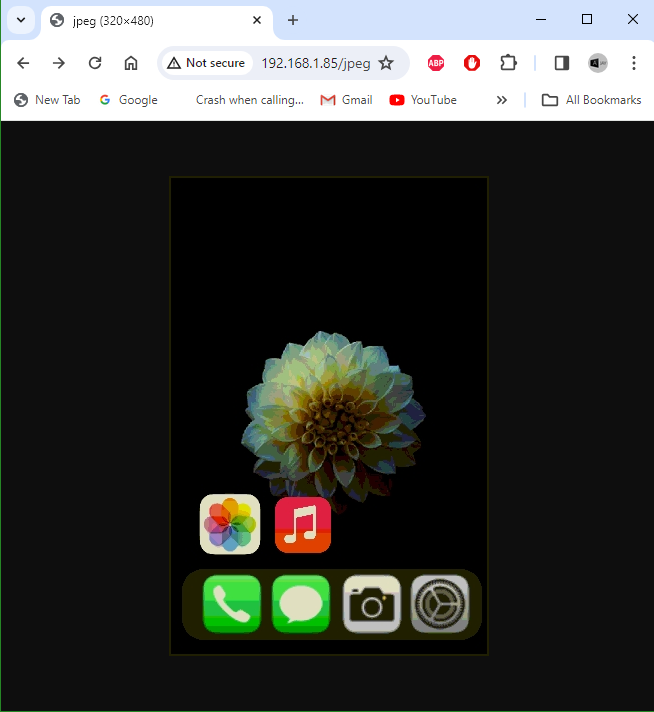 jpeg (320×480)
Not secure
192.168.1.85/jpeg
ABP
New Tab
Google
Crash when calling...
Gmail
YouTube
All Bookmarks